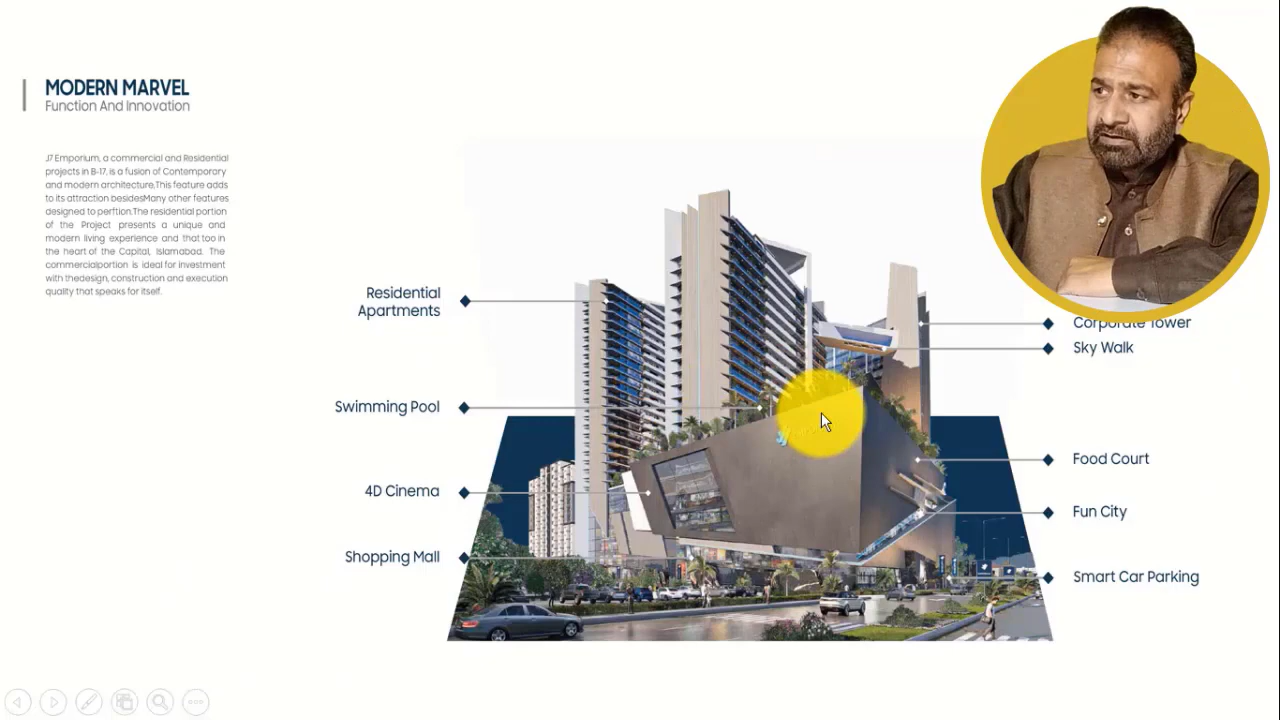 MODERN MARVEL
Function And Innovation
J7 Emporium, a commercial and Residential
projects in B-17, is a fusion of Contemporary
and modern architecture,This feature adds
to its attraction besidesMany other features
designed to perftion.The residential portion
of the Project presents a unique and
modern living experience and that too in
the heart of the Capital, Islamabad. The
commercialportion is ideal for investment
with thedesign, construction and execution
quality that speaks for itself.
Residential
Apartments
Swimming Pool
4D Cinema
Shopping Mall
Corporate Tower
Sky Walk
Food Court
Fun City
Smart Car Parking